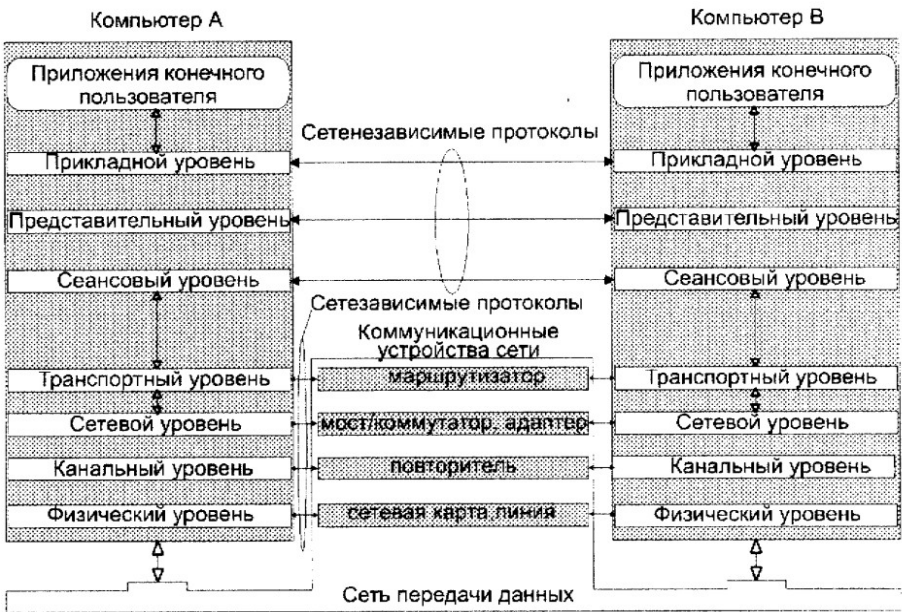 Компьютер А
Компьютер В
Приложения конечного
пользователя
Приложения конечного
пользователя
Сетенезависимые протоколы
Прикладной уровень
Прикладной уровень
Представительный уровень
Представительный уровень
Сеансовый уровень
Сеансовый уровень
Сетезависимые протоколы
Коммуникационные
устройства сети
Транспортный уровень
маршрутизатор
Транспортный уровень
Сетевой уровень
мост/коммутатор, адаптер
Сетевой уровень
Канальный уровень
повторитель
Канальный уровень
Физический уровень
сетевая карта,линия
Физический уровень
Сеть передачи данных